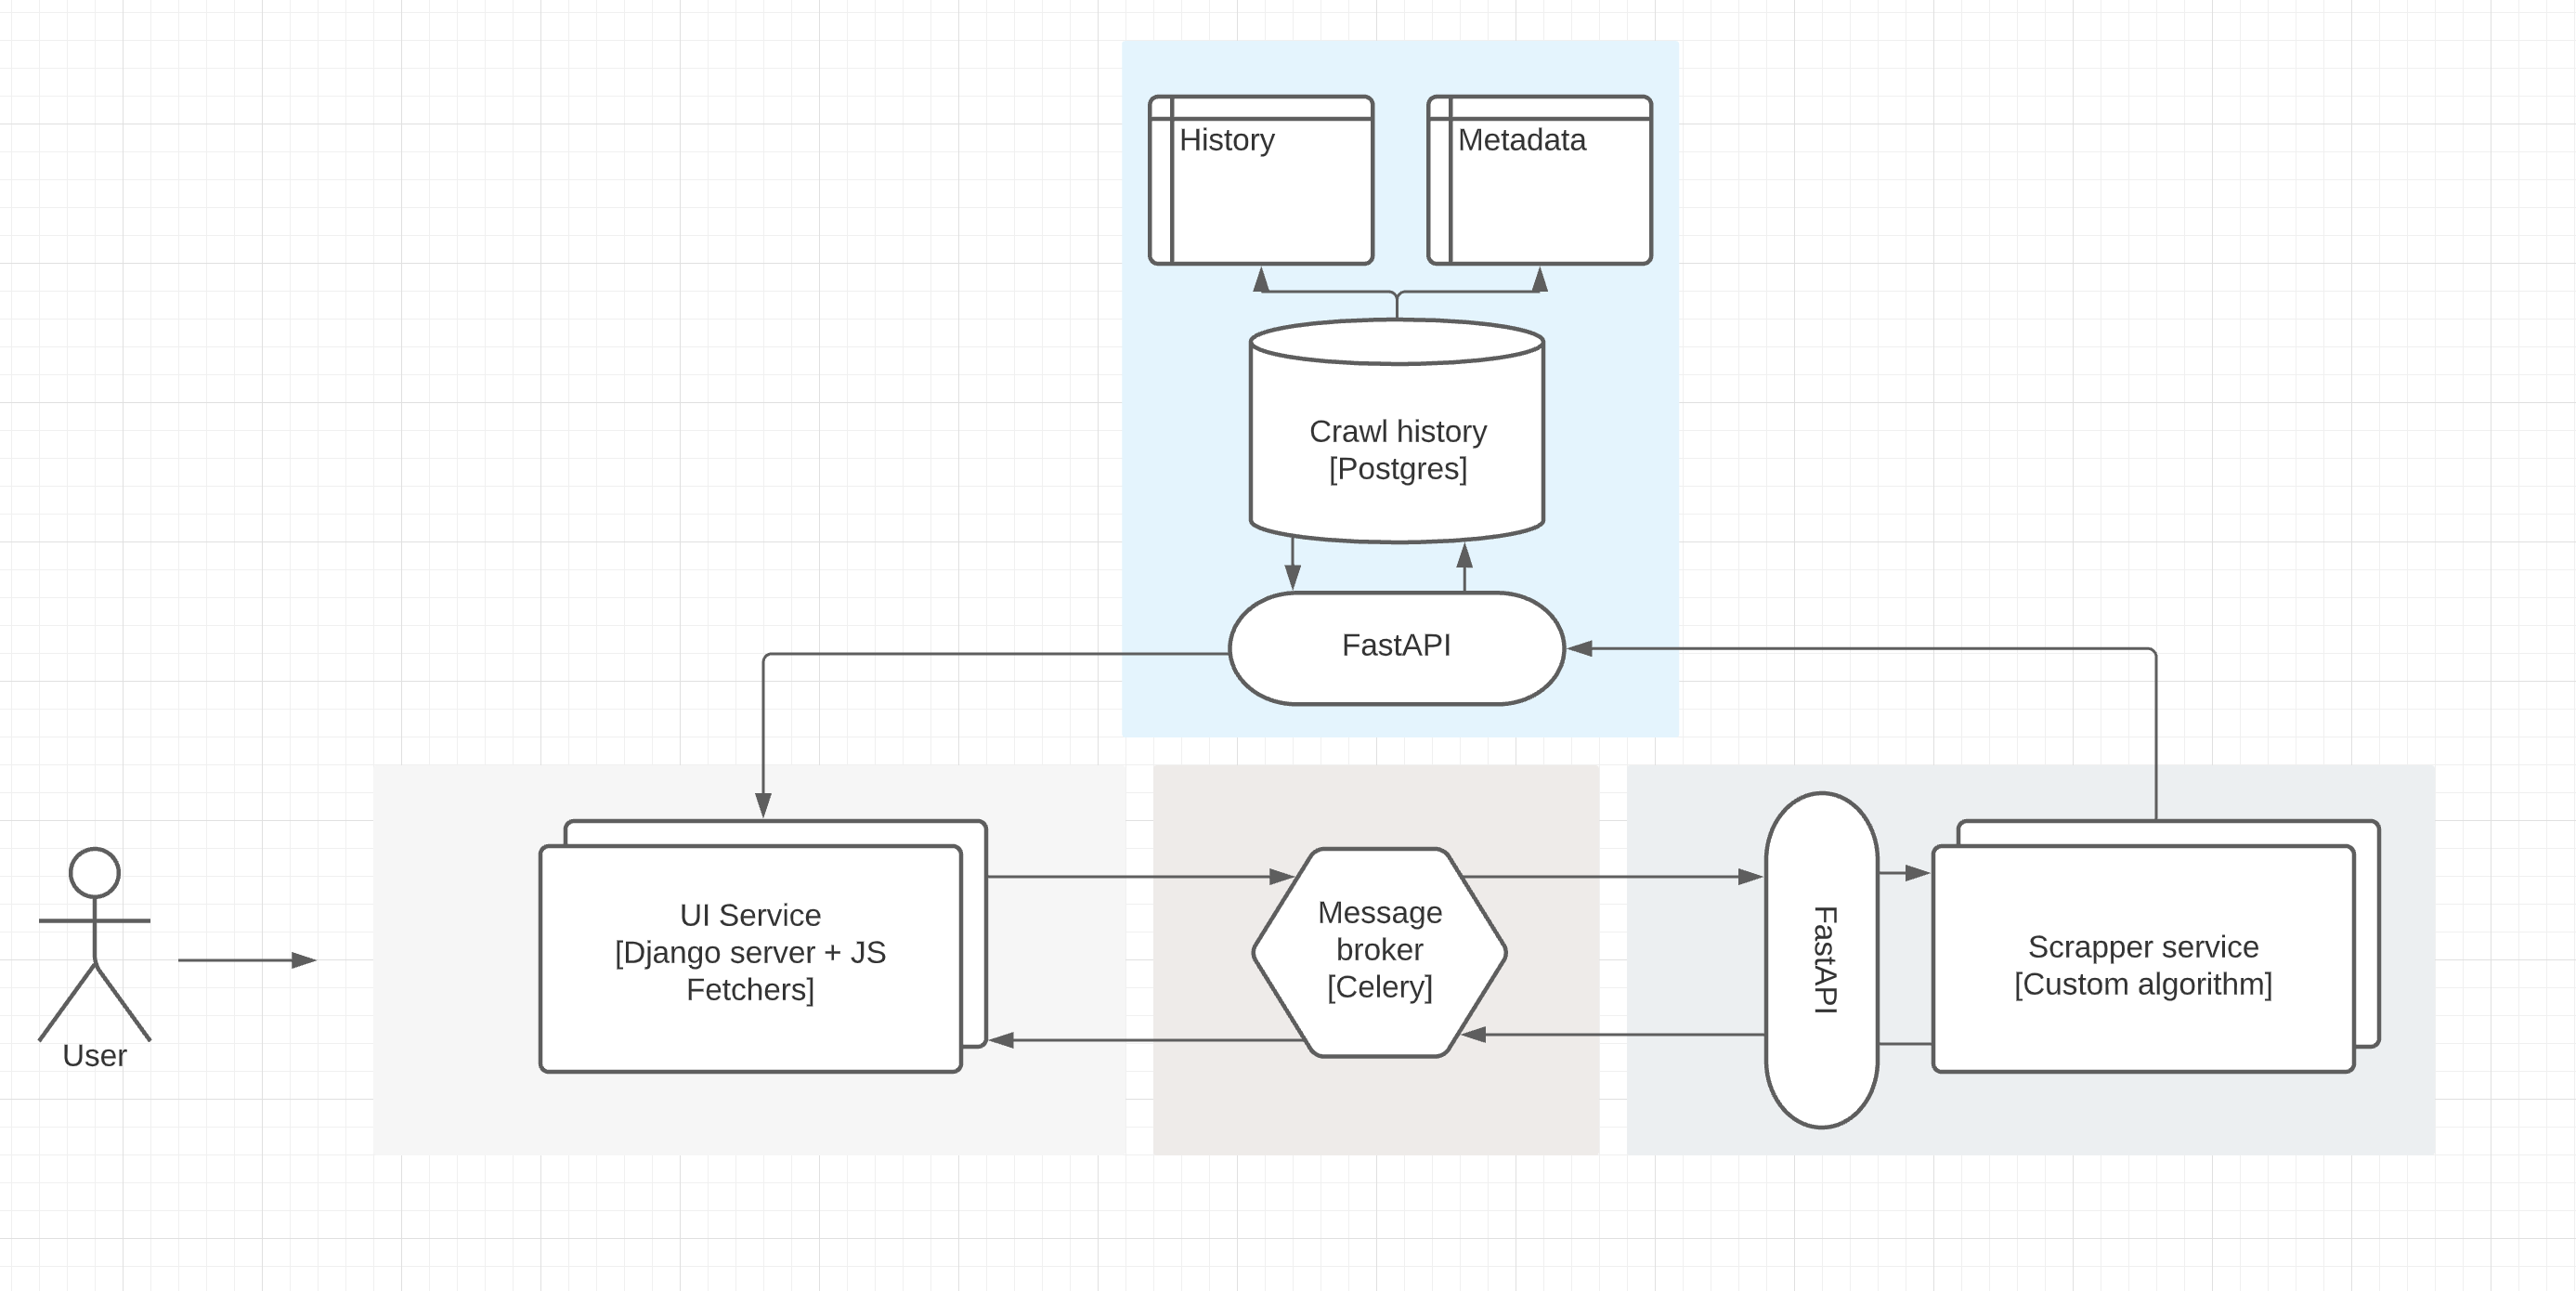 History
Metadata
Crawl history
[Postgres]
FastAPI
User
UI Service
[Django server + JS
Fetchers]
Message
broker
[Celery]
FastAPI
Scrapper service
[Custom algorithm]